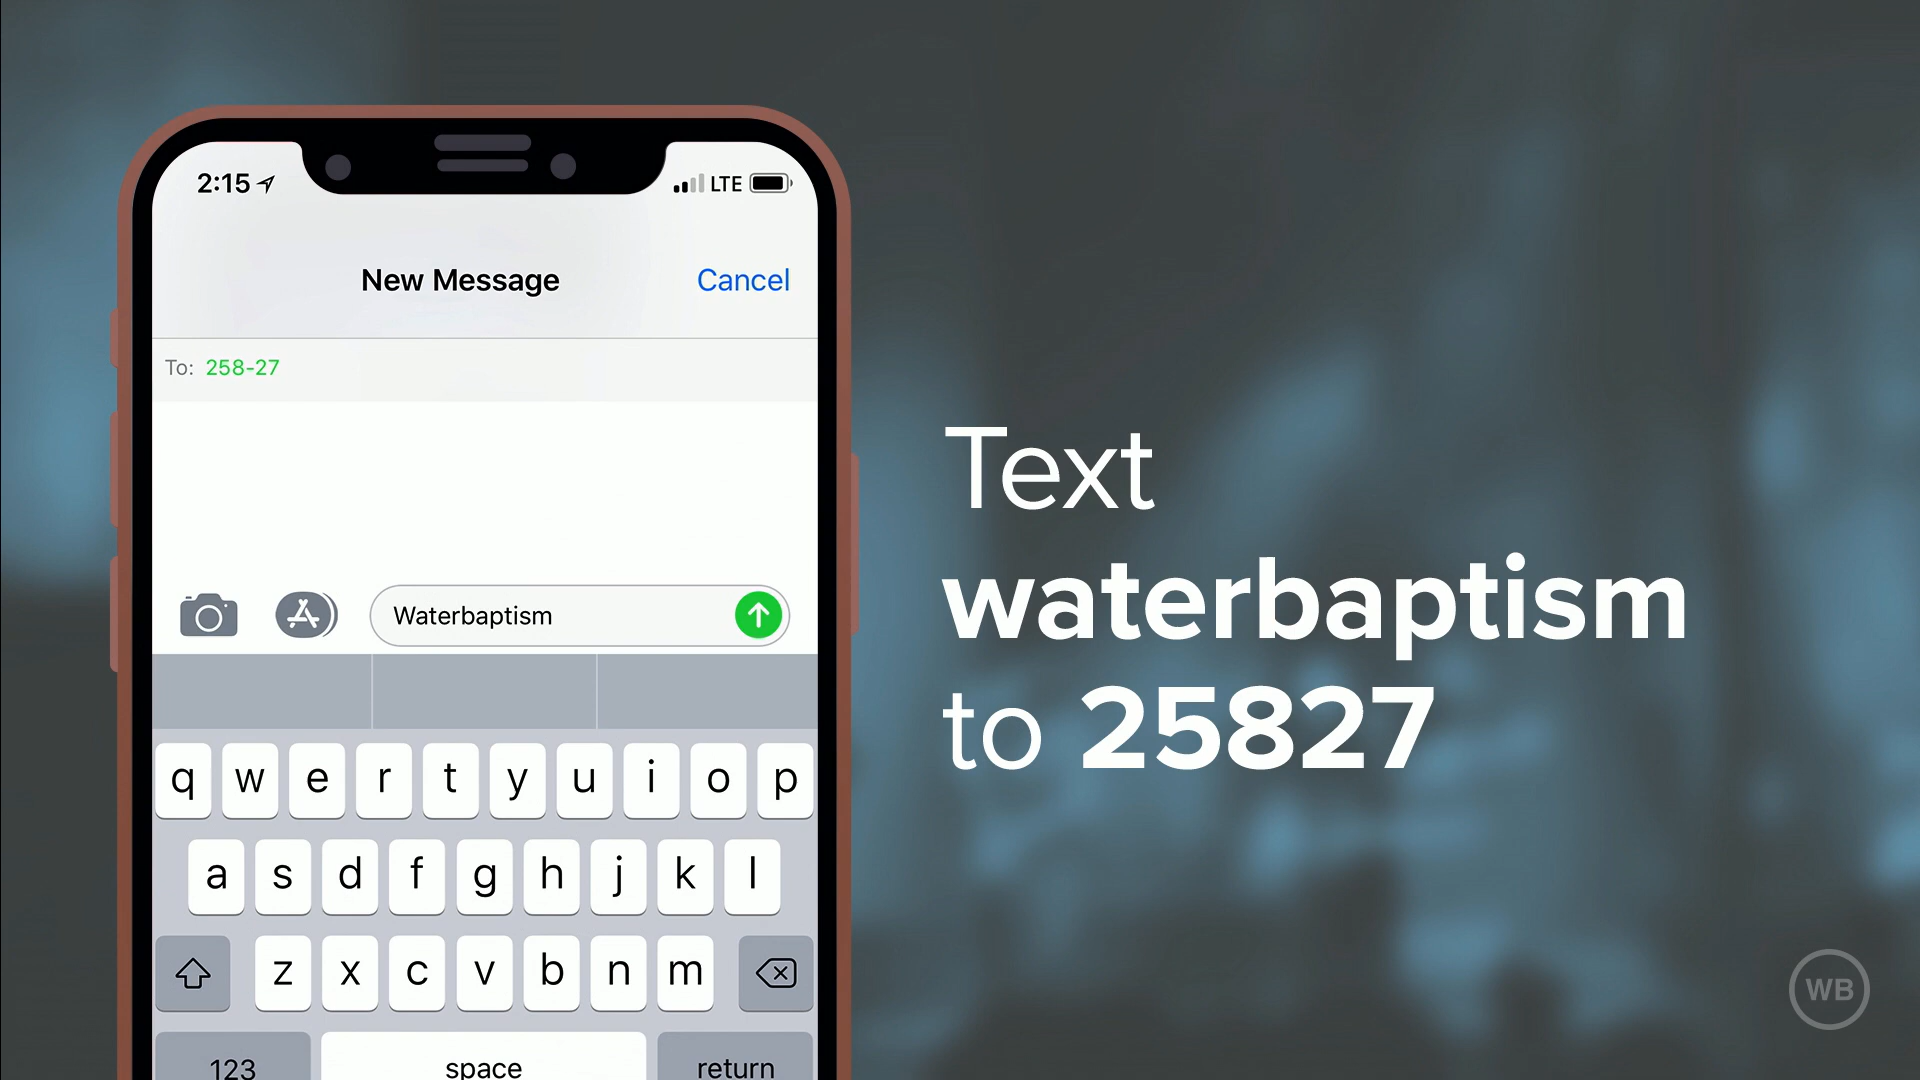 2:15 LTE
New Message Cancel
To: 258-27
Waterbaptism
q w e r t y u i o p
a s d f g h j k l
z x c v b n m
123 space return
Text
waterbaptism
to 25827
WB